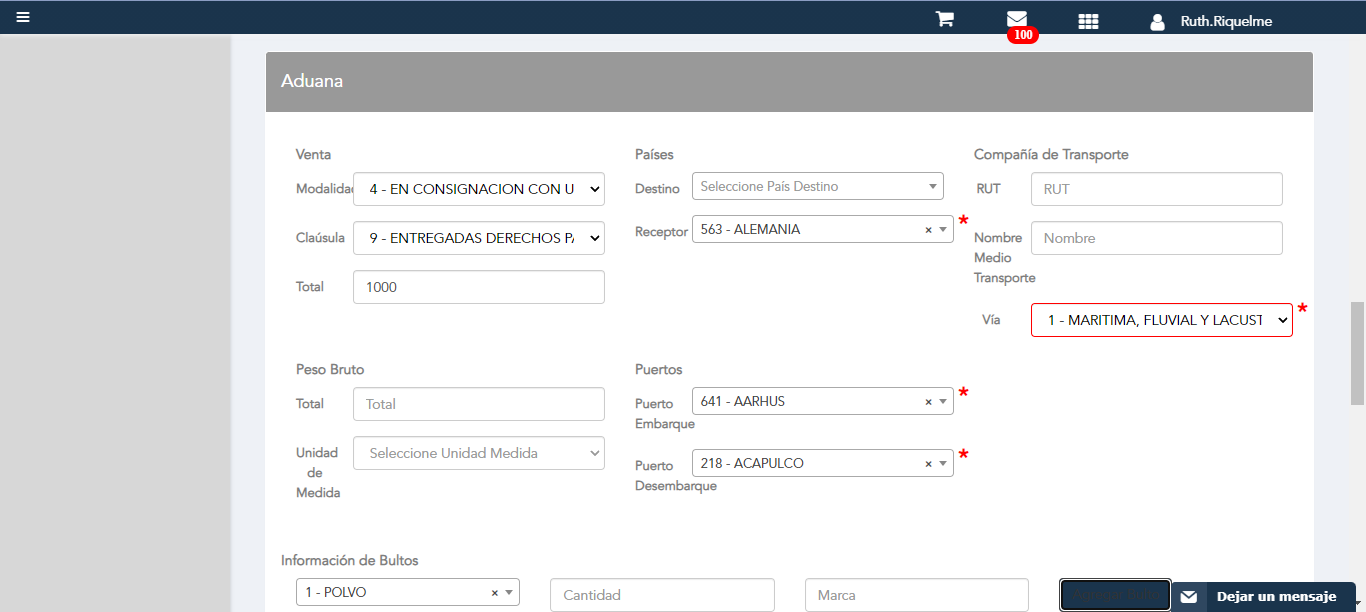 Ruth.Riquelme
100
Aduana
Venta
Países
Compañía de Transporte
Modalidad
4 - EN CONSIGNACION CON U
Destino
Seleccione País Destino
RUT
RUT
Claúsula
9 - ENTREGADAS DERECHOS PA
Receptor
563 - ALEMANIA
× *
Nombre
Medio
Transporte
Nombre
Total
1000
Vía
1 - MARITIMA, FLUVIAL Y LACUST
*
Peso Bruto
Puertos
Total
Total
Puerto
Embarque
641 - AARHUS
× *
Unidad
de
Medida
Seleccione Unidad Medida
Puerto
Desembarque
218 - ACAPULCO
× *
Información de Bultos
1 - POLVO
×
Cantidad
Marca
Dejar un mensaje